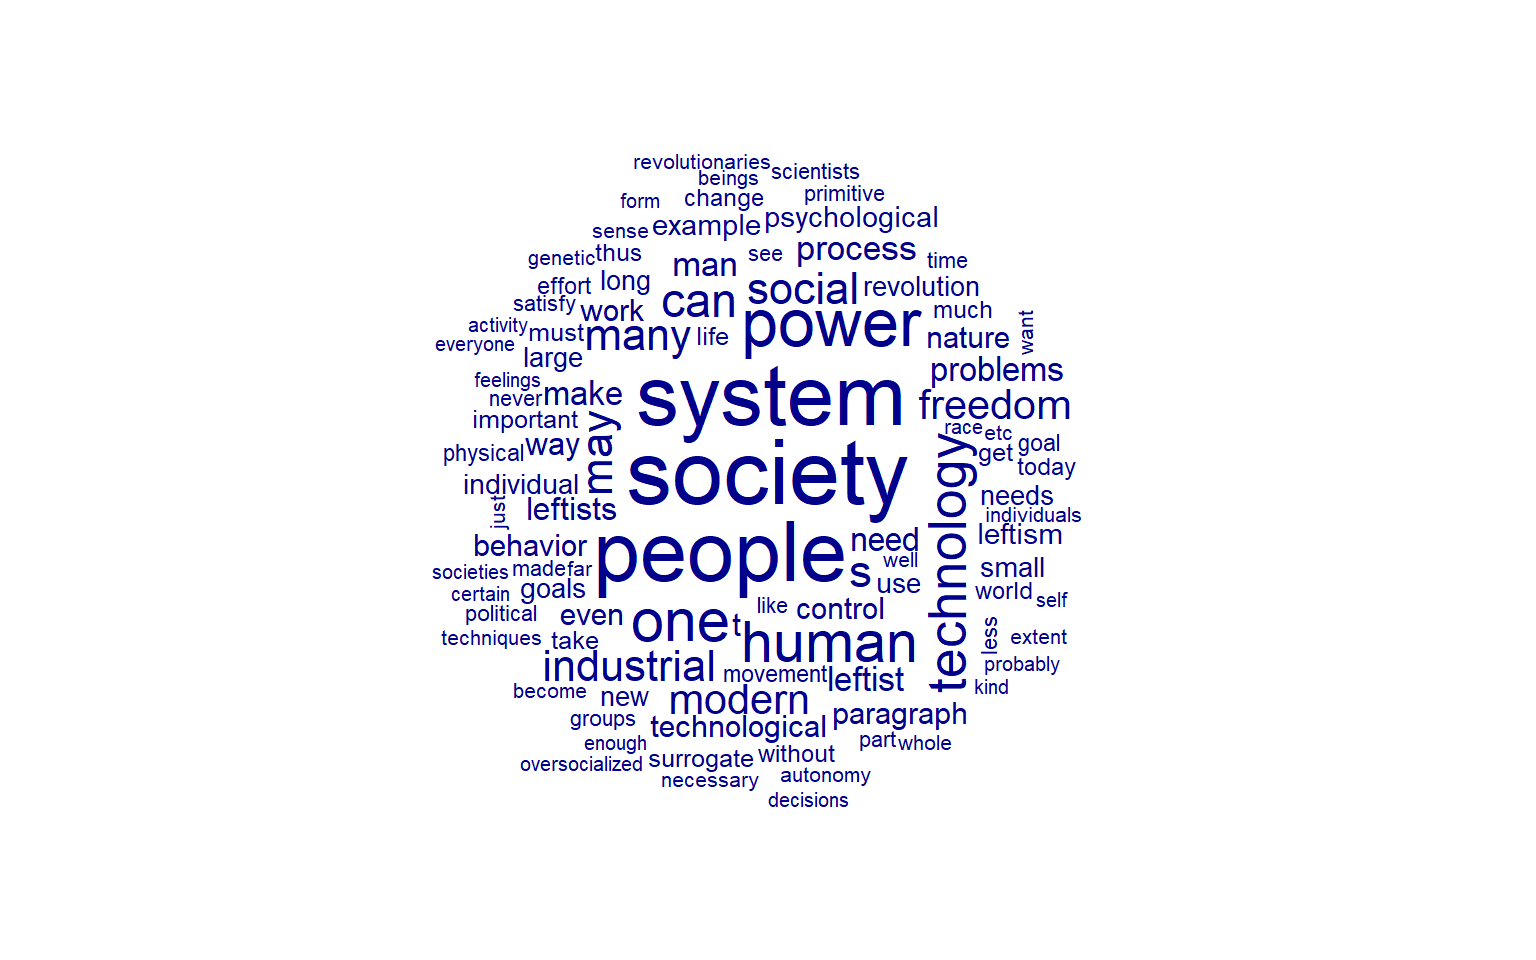 revolutionaries
beings scientists
form change primitive
sense example psychological
genetic thus man see process time
effort long can social revolution
satisfy work power much
activity must many life nature want
everyone large problems
feelings make system freedom
never
important may race etc
physical way technology get goal
individual society today
just leftists needs
behavior people need individuals
societies made far s well leftism
certain goals use small
political even one like control world self
techniques take t human less extent
industrial movement leftist probably
become new modern kind
groups technological paragraph
enough surrogate without part whole
oversocialized necessary autonomy
decisions